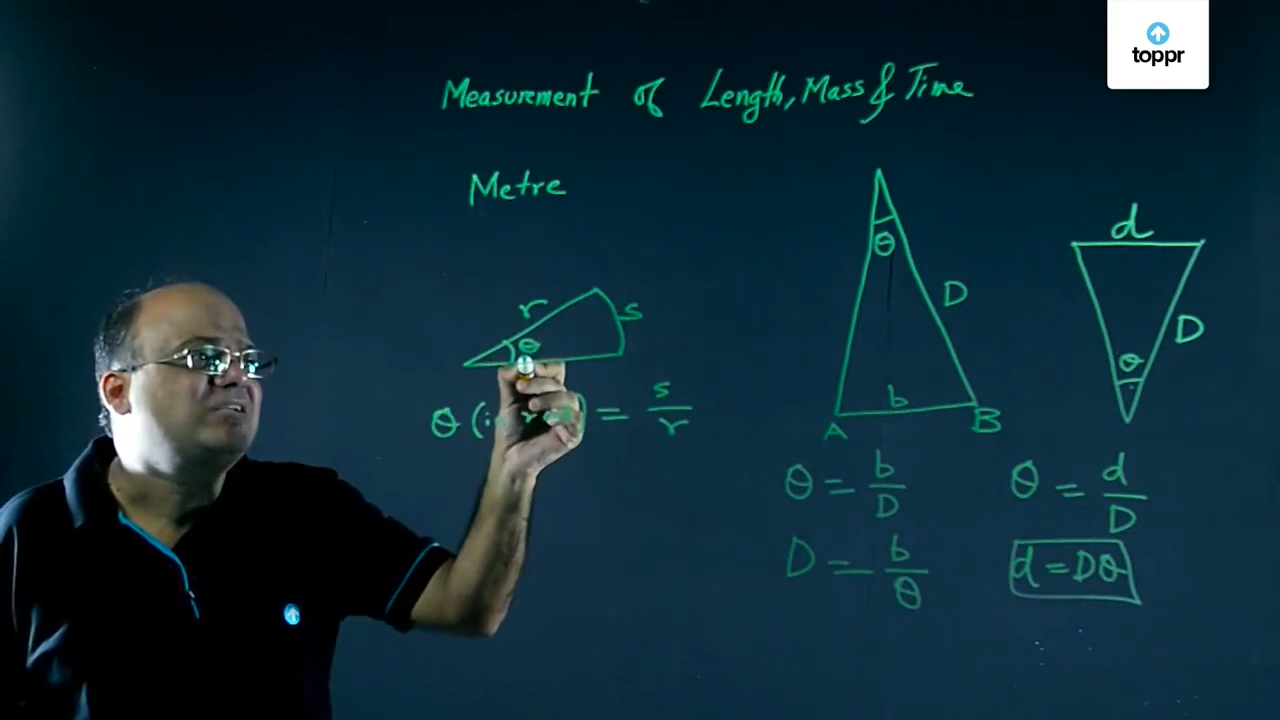 toppr
Measurement of Length, Mass & Time
Metre
r
θ
s
θ
D
b
A
B
d
D
θ
θ = b/D
D = b/θ
θ = d/D
d = Dθ
= s/r
θ (